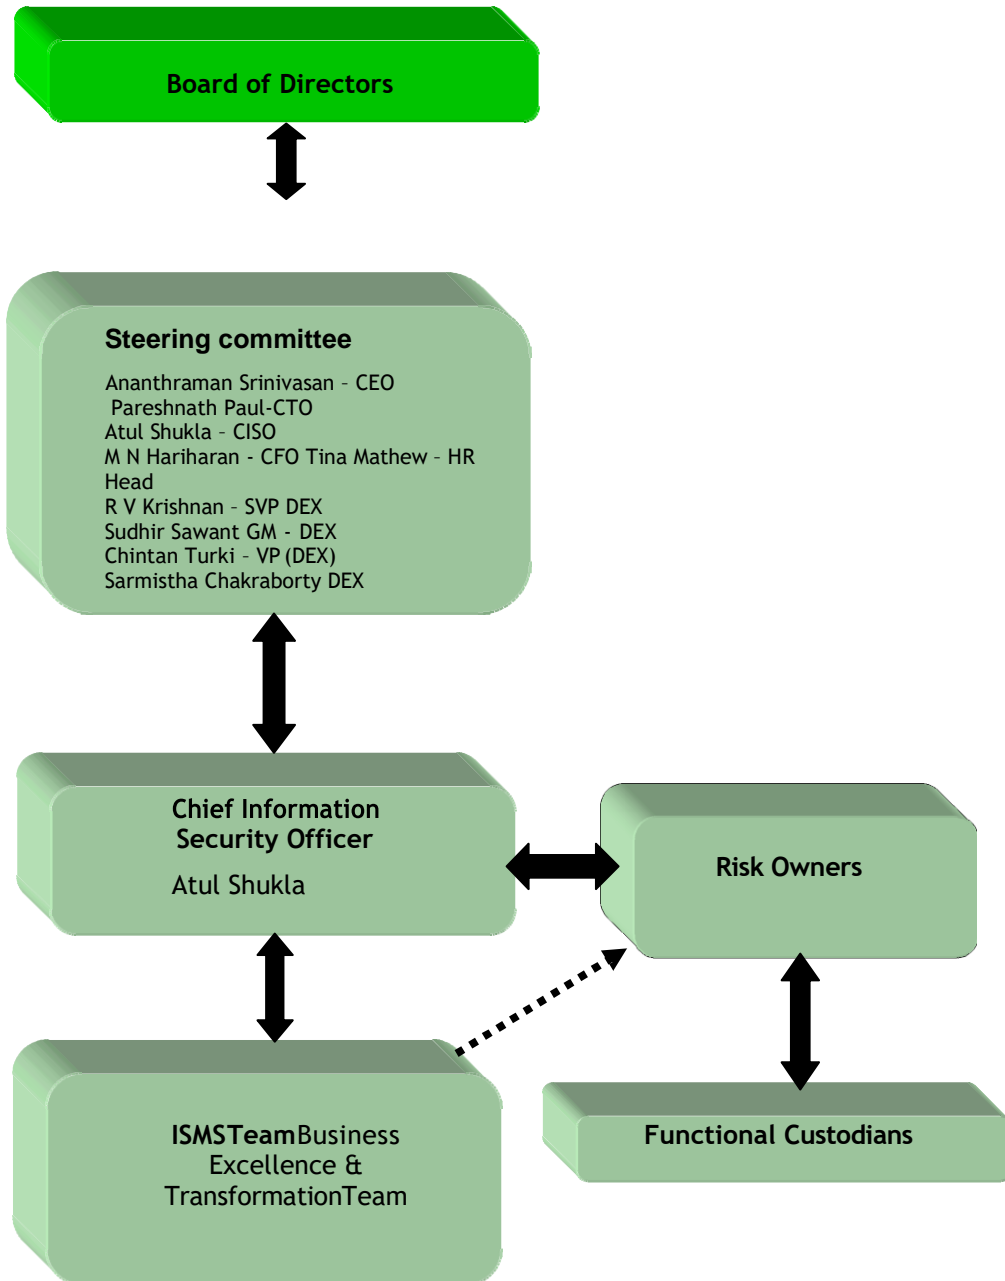 Board of Directors
Steering committee
Ananthraman Srinivasan – CEO
Pareshnath Paul-CTO
Atul Shukla – CISO
M N Hariharan - CFO Tina Mathew – HR
Head
R V Krishnan – SVP DEX
Sudhir Sawant GM - DEX
Chintan Turki – VP (DEX)
Sarmistha Chakraborty DEX
Chief Information
Security Officer
Atul Shukla
Risk Owners
ISMSTeamBusiness
Excellence &
TransformationTeam
Functional Custodians